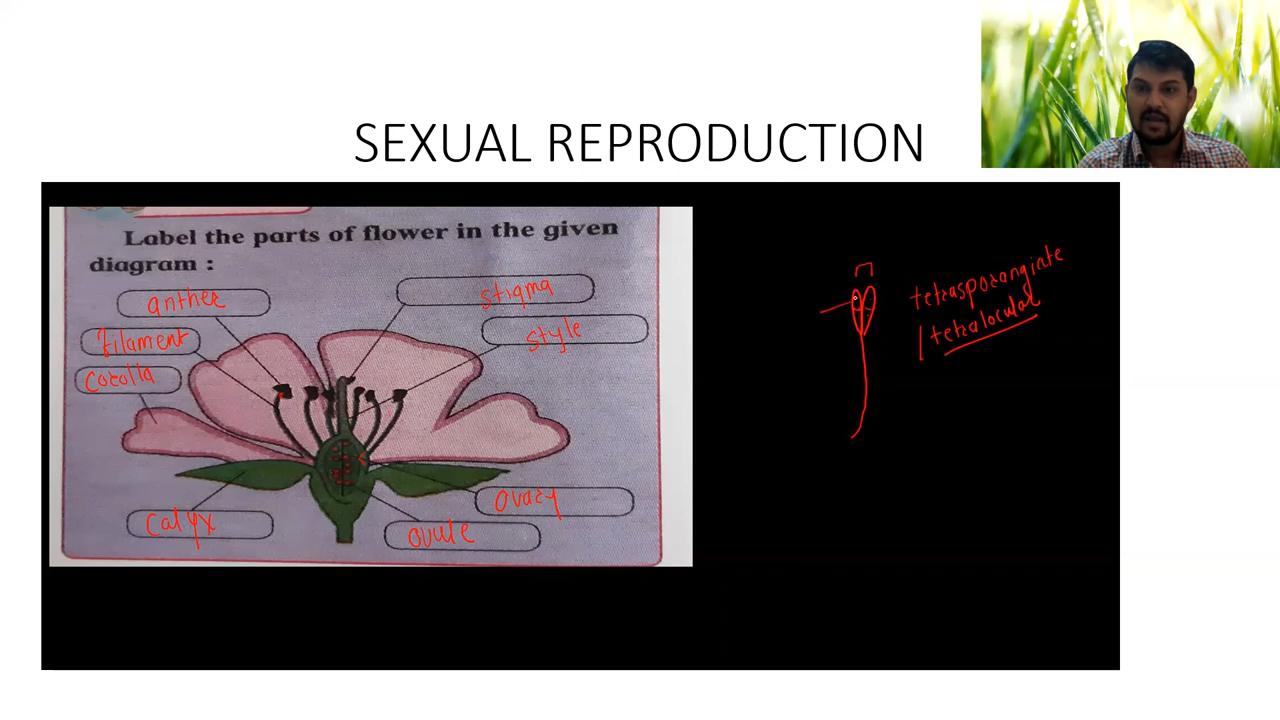 SEXUAL REPRODUCTION
Label the parts of flower in the given
diagram :
anther
filament
corolla
stigma
style
calyx
ovule
ovary
tetrasporangiate
/ tetralocular